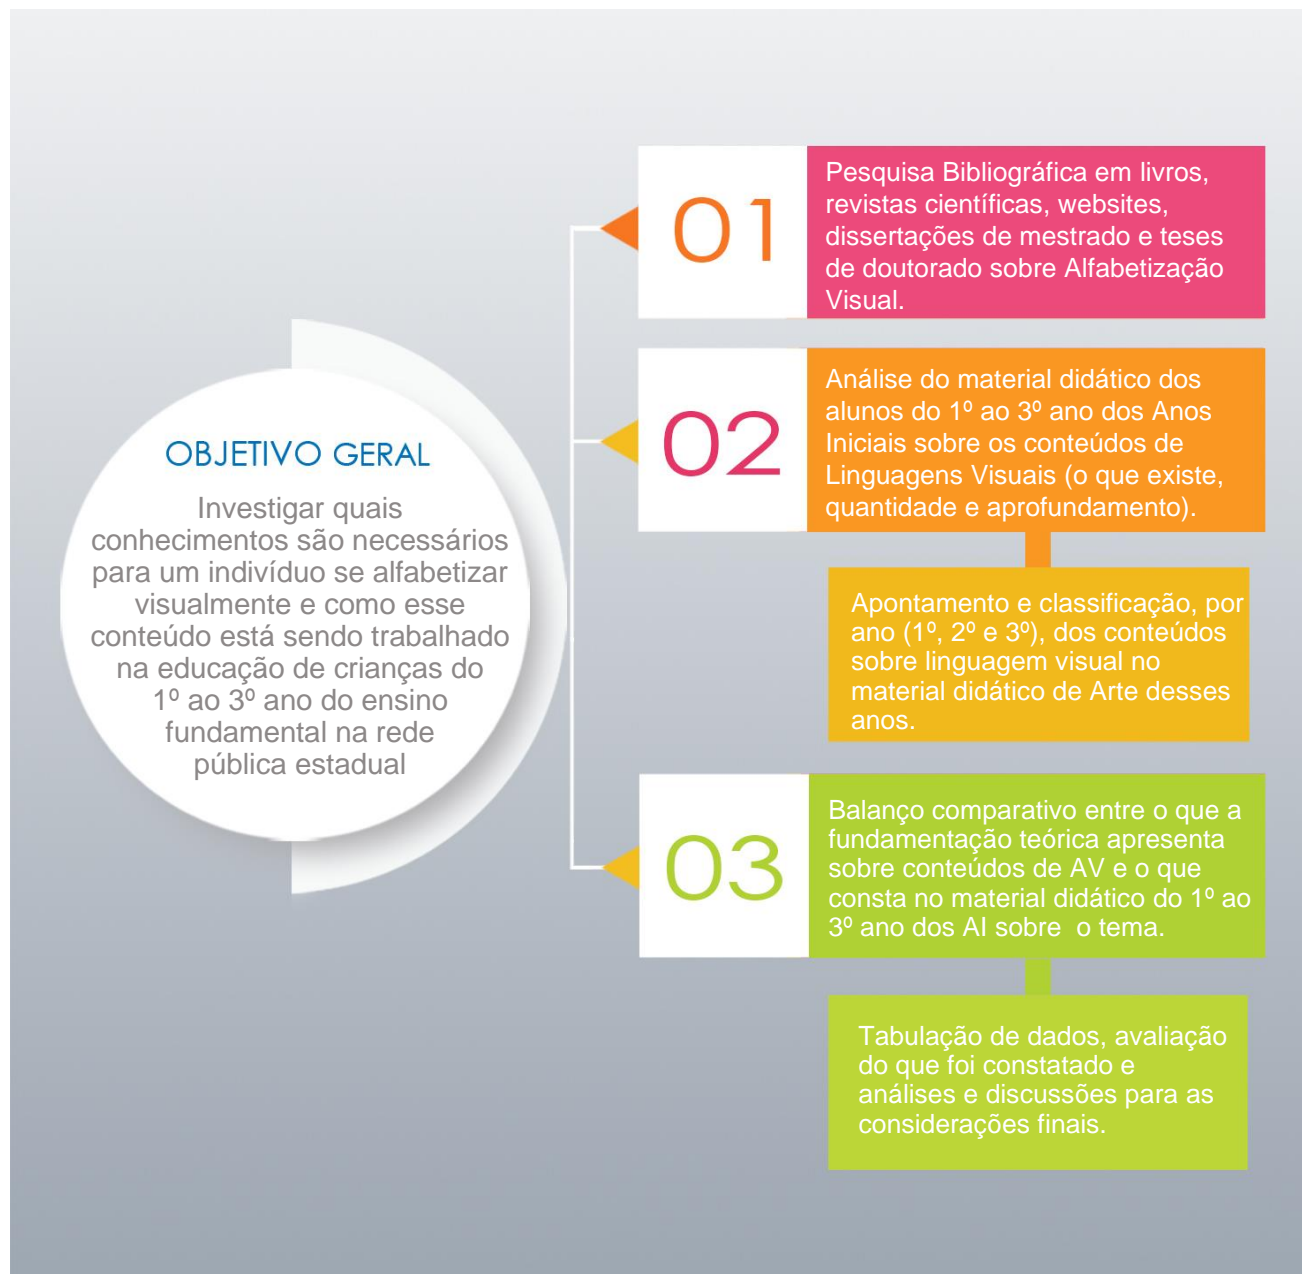 OBJETIVO GERAL
Investigar quais
conhecimentos são necessários
para um indivíduo se alfabetizar
visualmente e como esse
conteúdo está sendo trabalhado
na educação de crianças do
1º ao 3º ano do ensino
fundamental na rede
pública estadual
01
Pesquisa Bibliográfica em livros,
revistas científicas, websites,
dissertações de mestrado e teses
de doutorado sobre Alfabetização
Visual.
02
Análise do material didático dos
alunos do 1º ao 3º ano dos Anos
Iniciais sobre os conteúdos de
Linguagens Visuais (o que existe,
quantidade e aprofundamento).
Apontamento e classificação, por
ano (1º, 2º e 3º), dos conteúdos
sobre linguagem visual no
material didático de Arte desses
anos.
03
Balanço comparativo entre o que a
fundamentação teórica apresenta
sobre conteúdos de AV e o que
consta no material didático do 1º ao
3º ano dos AI sobre  o tema.
Tabulação de dados, avaliação
do que foi constatado e
análises e discussões para as
considerações finais.